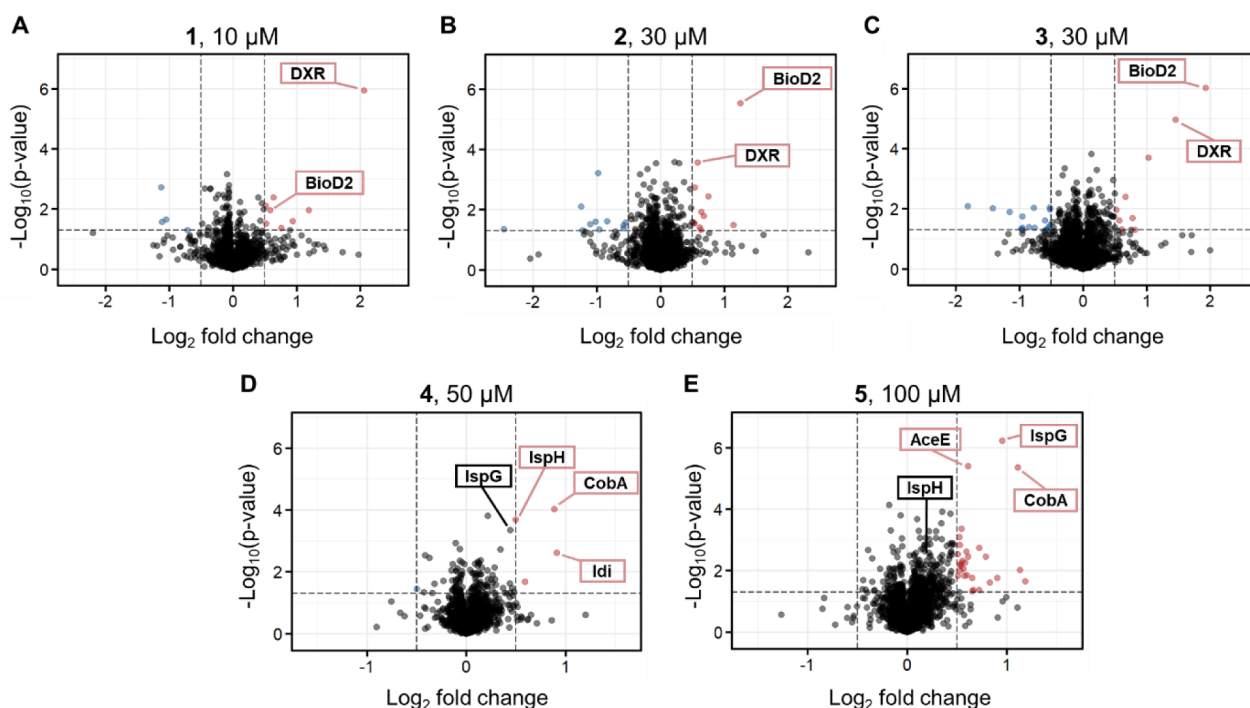 A
1, 10 µM
DXR
BioD2
-Log10(p-value)
6
4
2
0
-2
-1
0
1
2
Log2 fold change
B
2, 30 µM
BioD2
DXR
-Log10(p-value)
6
4
2
0
-2
-1
0
1
2
Log2 fold change
C
3, 30 µM
BioD2
DXR
-Log10(p-value)
6
4
2
0
-2
-1
0
1
2
Log2 fold change
D
4, 50 µM
IspG
IspH
CobA
Idi
-Log10(p-value)
6
4
2
0
-1
0
1
Log2 fold change
E
5, 100 µM
AceE
IspG
IspH
CobA
-Log10(p-value)
6
4
2
0
-1
0
1
Log2 fold change